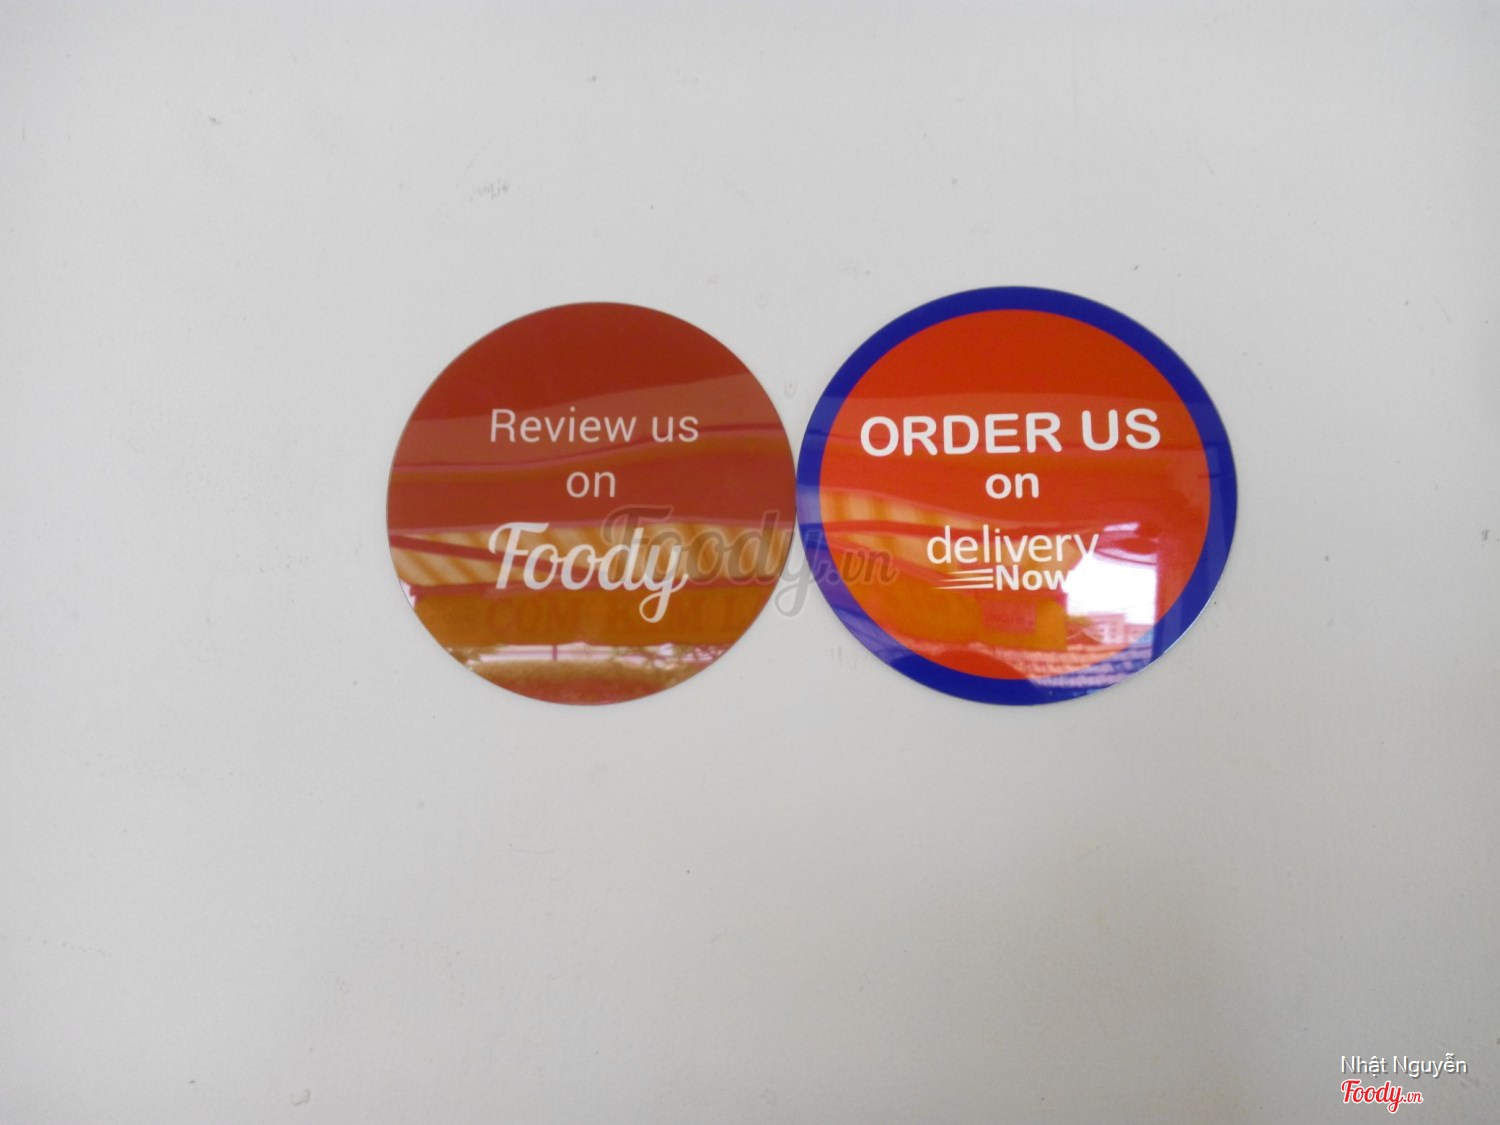 Review us
on
Foody
ORDER US
on
delivery
Now
Foody.vn
Nhật Nguyễn
Foody.vn